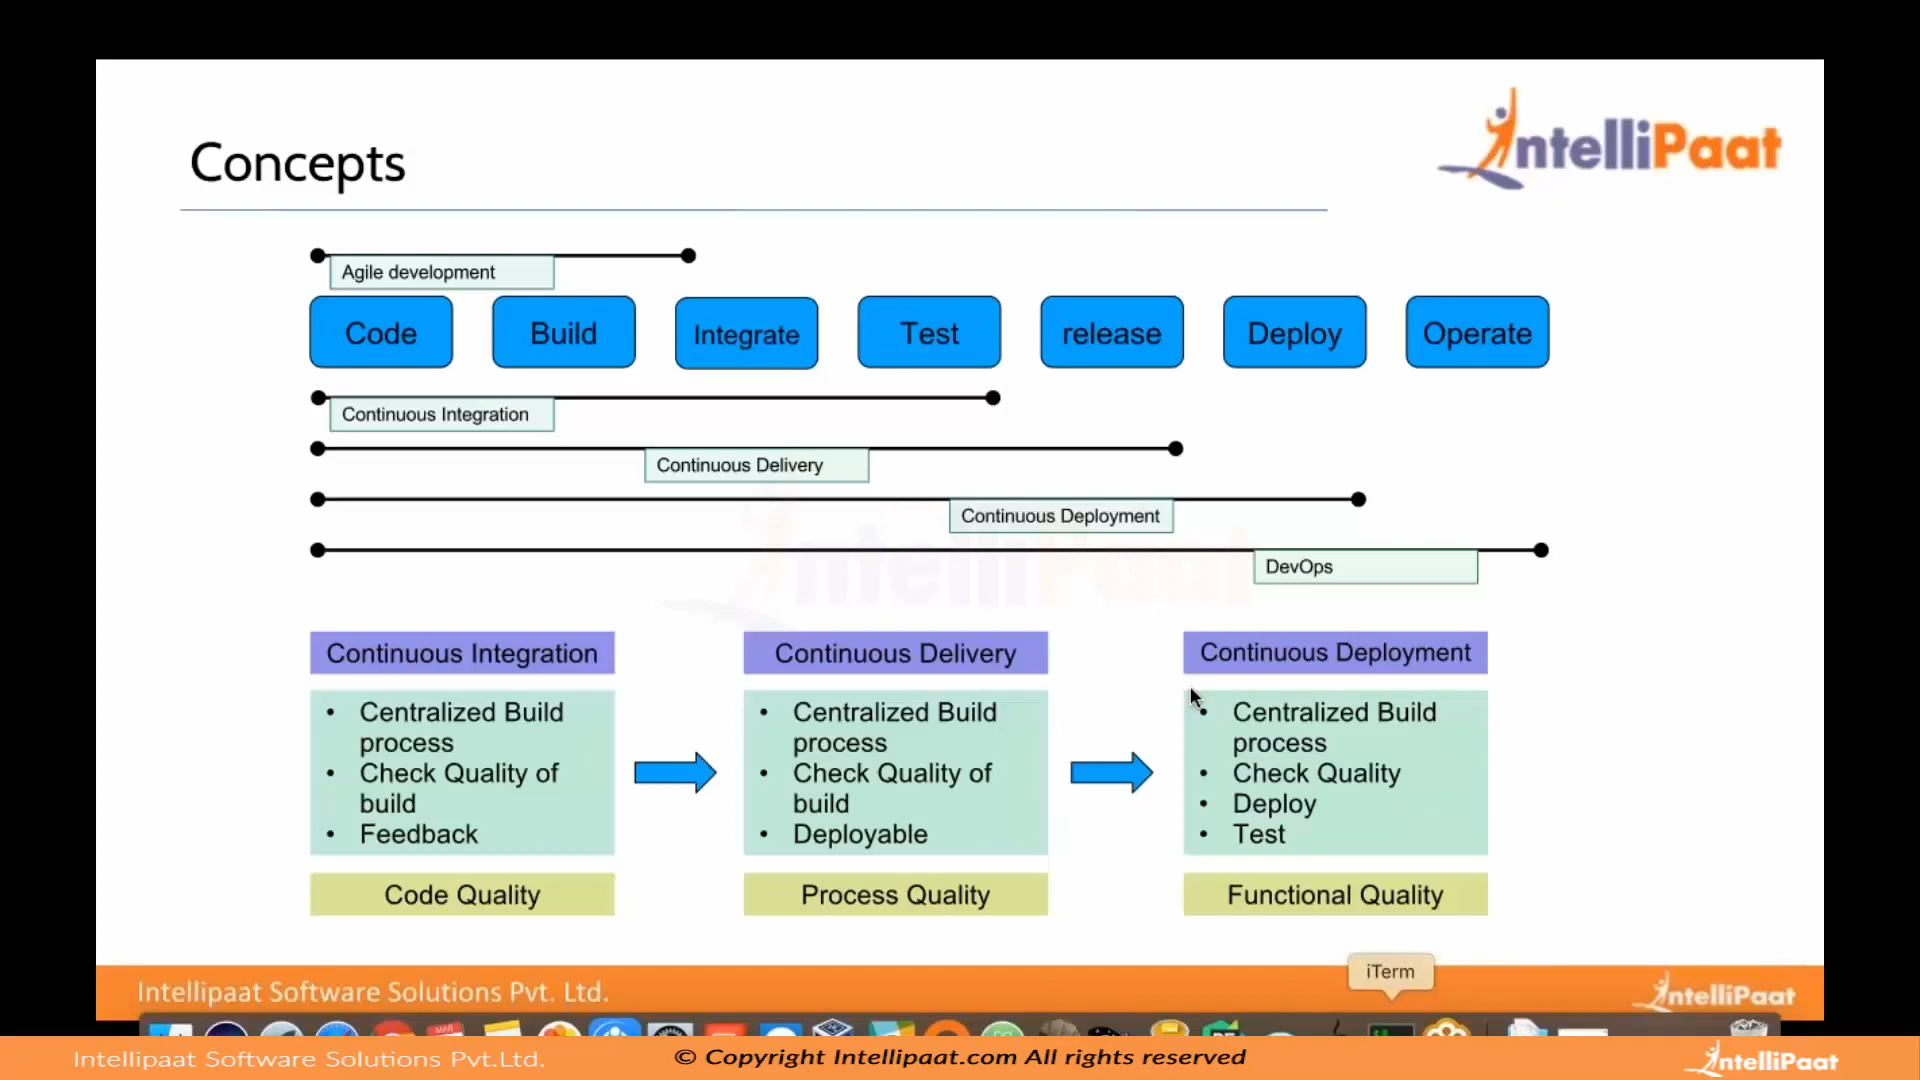 Concepts
IntelliPaat
Agile development
Code
Build
Integrate
Test
release
Deploy
Operate
Continuous Integration
Continuous Delivery
Continuous Deployment
DevOps
IntelliPaat
Continuous Integration
• Centralized Build
process
• Check Quality of
build
• Feedback
Code Quality
Continuous Delivery
• Centralized Build
process
• Check Quality of
build
• Deployable
Process Quality
Continuous Deployment
• Centralized Build
process
• Check Quality
• Deploy
• Test
Functional Quality
iTerm
Intellipaat Software Solutions Pvt. Ltd.
IntelliPaat
MAR
Intellipaat Software Solutions Pvt.Ltd.
© Copyright Intellipaat.com All rights reserved
IntelliPaat